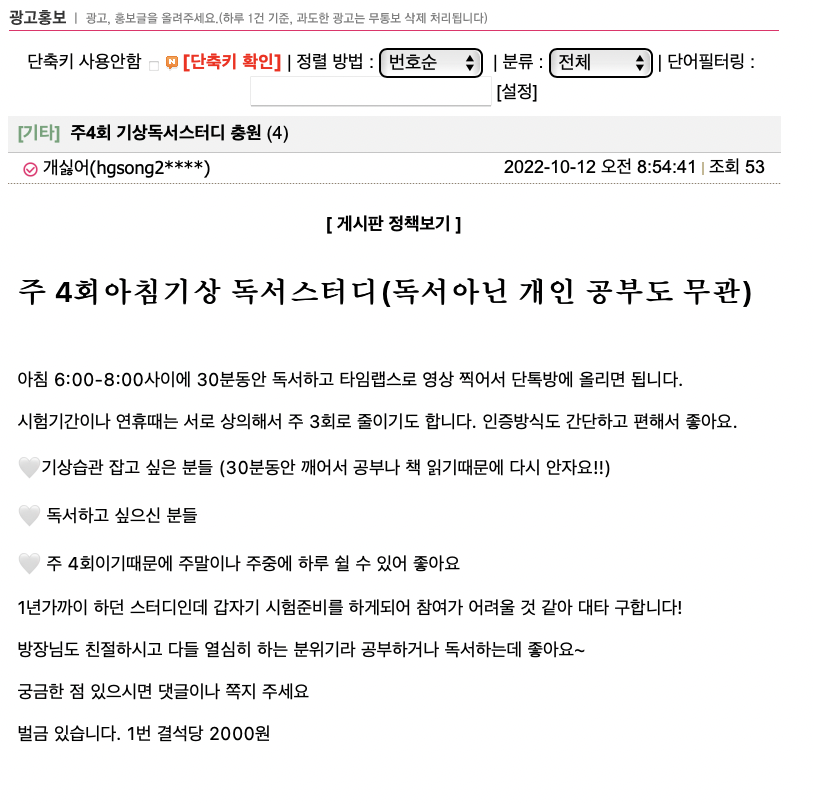 광고홍보 | 광고, 홍보글을 올려주세요.(하루 1건 기준, 과도한 광고는 무통보 삭제 처리됩니다)
단축키 사용안함 N [단축키 확인] | 정렬 방법 : 번호순 | 분류 : 전체 | 단어필터링 :
[설정]
[기타] 주4회 기상독서스터디 충원 (4)
개싫어(hgsong2****) 2022-10-12 오전 8:54:41 | 조회 53
[ 게시판 정책보기 ]
주 4회아침기상 독서스터디(독서아닌 개인 공부도 무관)
아침 6:00-8:00사이에 30분동안 독서하고 타임랩스로 영상 찍어서 단톡방에 올리면 됩니다.
시험기간이나 연휴때는 서로 상의해서 주 3회로 줄이기도 합니다. 인증방식도 간단하고 편해서 좋아요.
🤍기상습관 잡고 싶은 분들 (30분동안 깨어서 공부나 책 읽기때문에 다시 안자요!!)
🤍 독서하고 싶으신 분들
🤍 주 4회이기때문에 주말이나 주중에 하루 쉴 수 있어 좋아요
1년가까이 하던 스터디인데 갑자기 시험준비를 하게되어 참여가 어려울 것 같아 대타 구합니다!
방장님도 친절하시고 다들 열심히 하는 분위기라 공부하거나 독서하는데 좋아요~
궁금한 점 있으시면 댓글이나 쪽지 주세요
벌금 있습니다. 1번 결석당 2000원